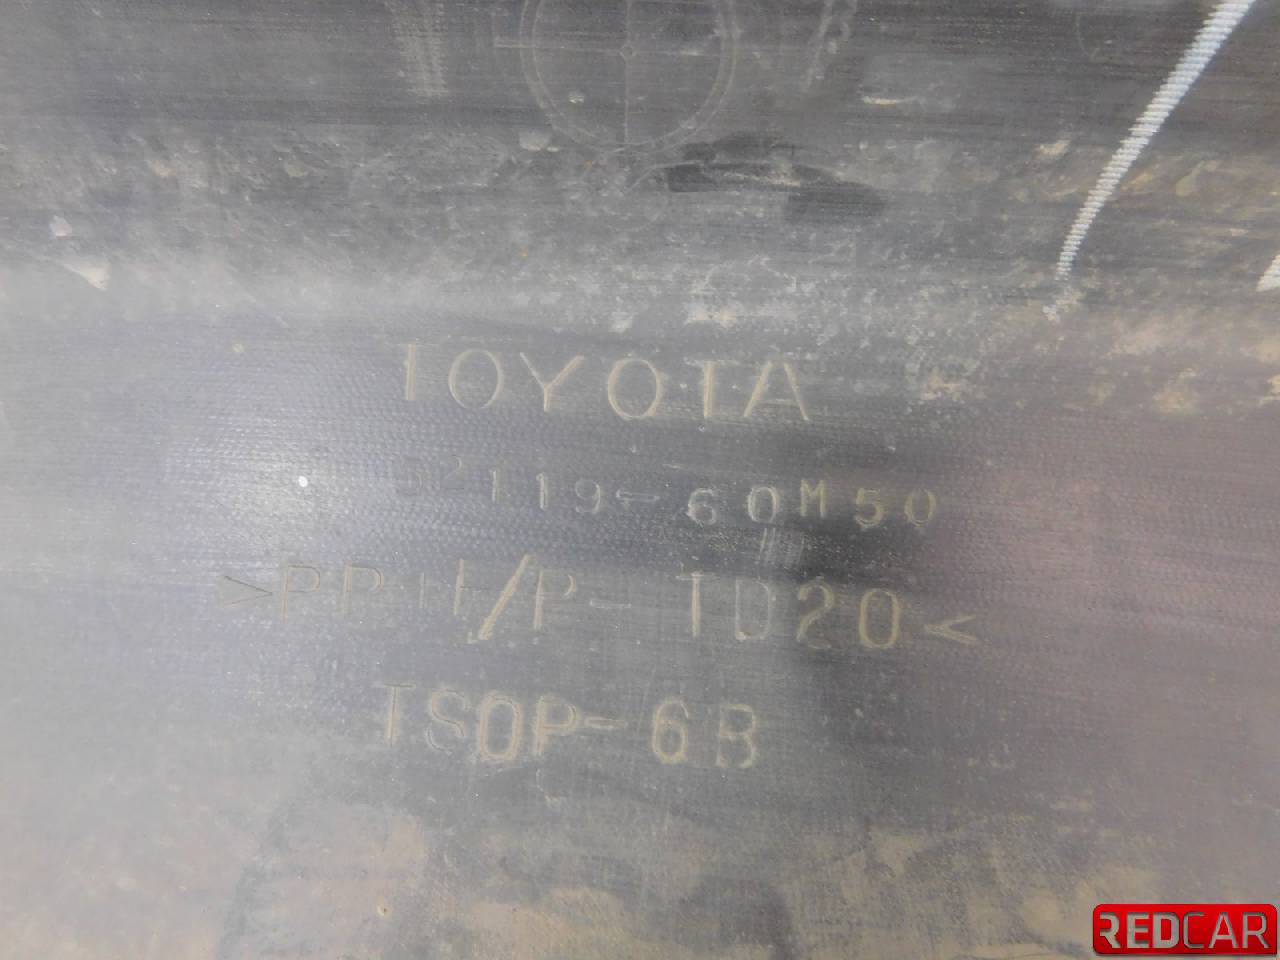 TOYOTA
52119-60M50
>PP+E/P-TD20<
TSOP-6B
REDCAR